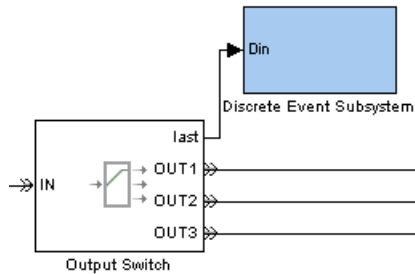 Din
Discrete Event Subsystem
last
IN
OUT1
OUT2
OUT3
Output Switch